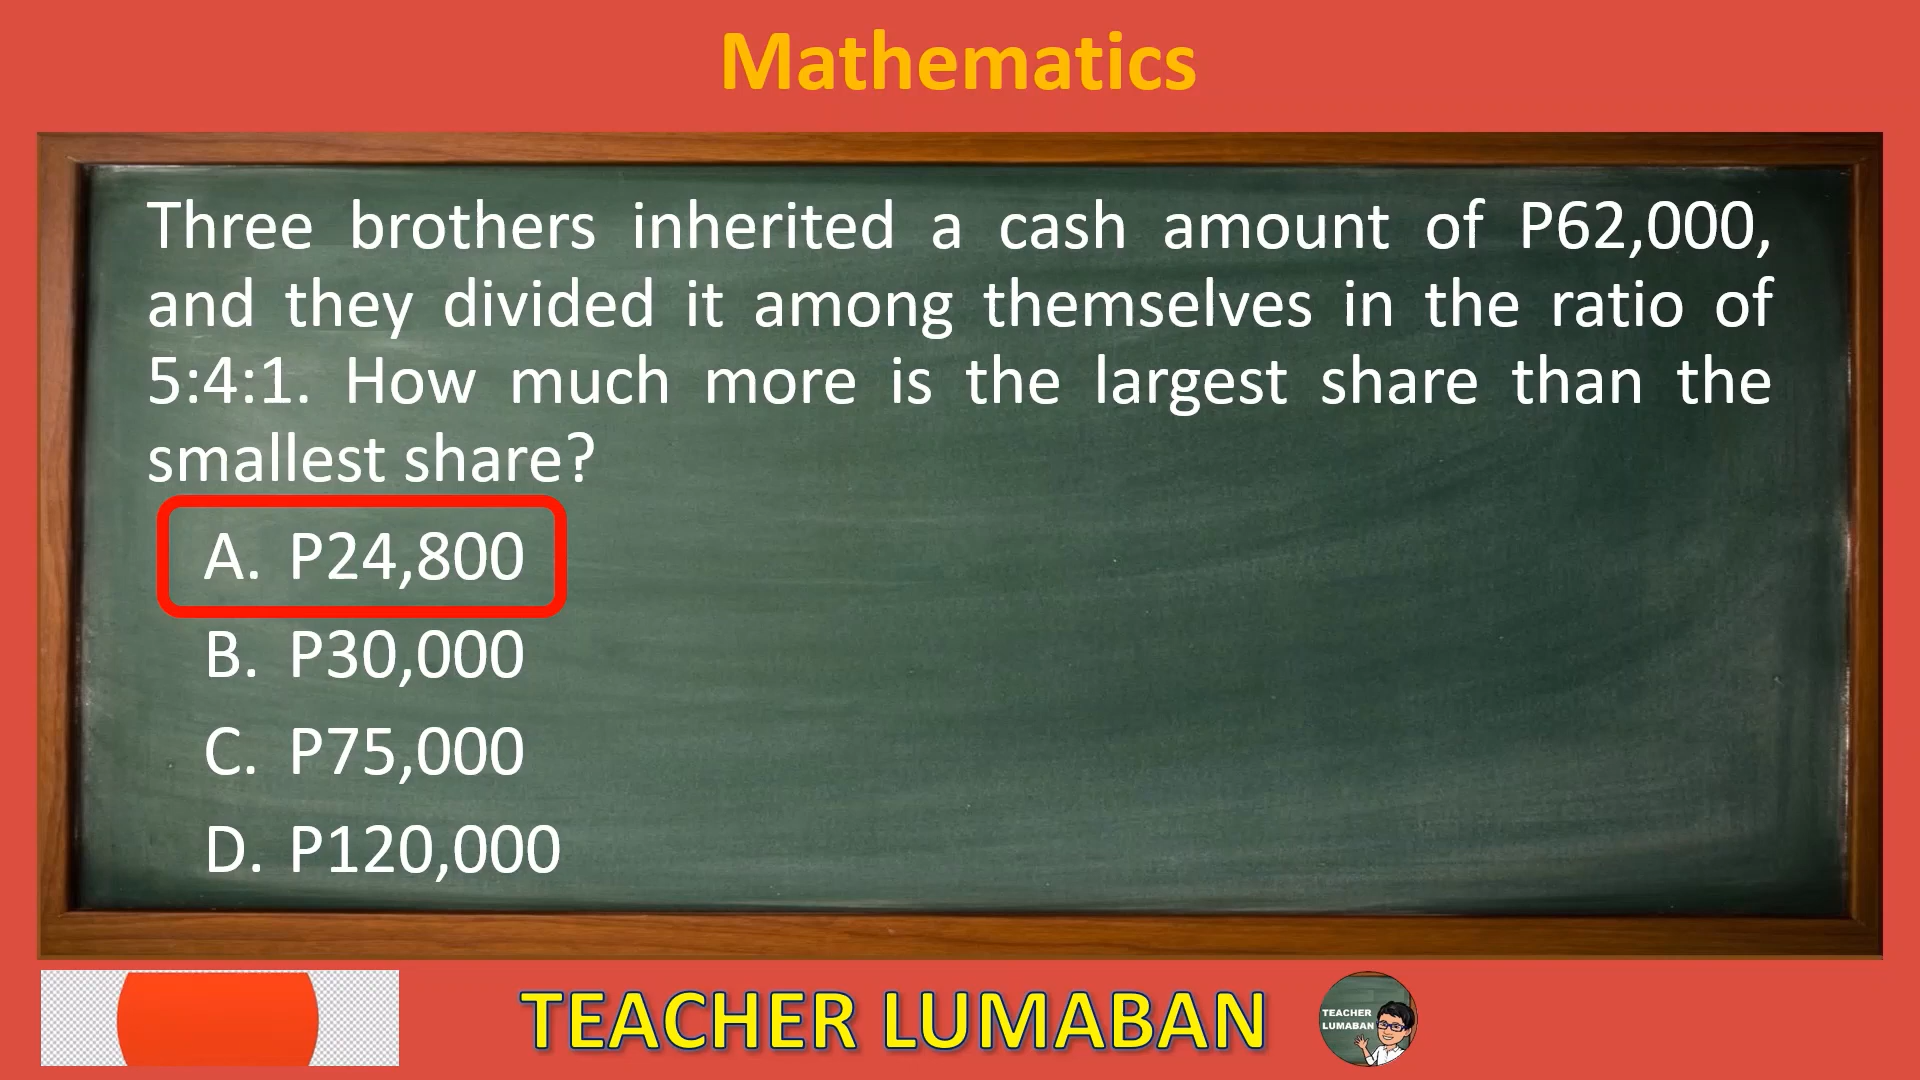 Mathematics
Three brothers inherited a cash amount of P62,000,
and they divided it among themselves in the ratio of
5:4:1. How much more is the largest share than the
smallest share?
A. P24,800
B. P30,000
C. P75,000
D. P120,000
TEACHER LUMABAN
TEACHER
LUMABAN